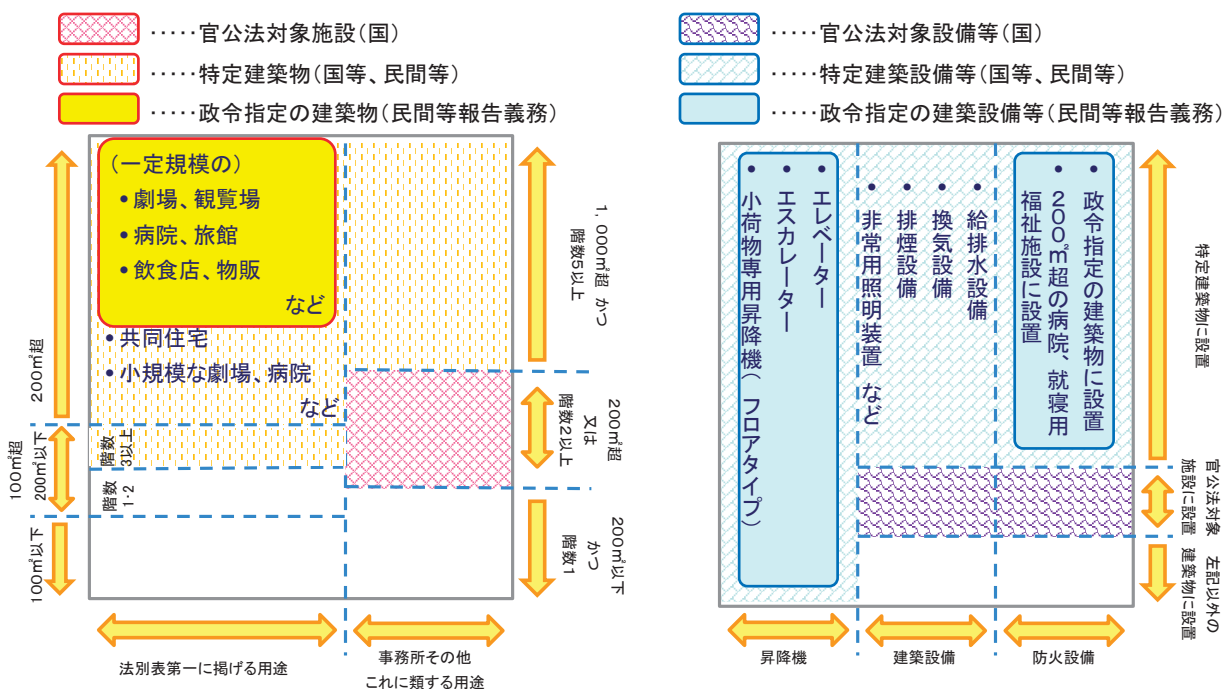 ・・・・・官公法対象施設(国)
・・・・・特定建築物(国等、民間等)
・・・・・政令指定の建築物(民間等報告義務)
(一定規模の)
• 劇場、観覧場
• 病院、旅館
• 飲食店、物販
など
• 共同住宅
• 小規模な劇場、病院
など
200㎡超
100㎡超
200㎡以下
100㎡以下
階数
3以上
階数
1・2
1,000㎡超 かつ
階数5以上
200㎡超
又は
階数2以上
200㎡以下
かつ
階数1
法別表第一に掲げる用途
事務所その他
これに類する用途
・・・・・官公法対象設備等(国)
・・・・・特定建築設備等(国等、民間等)
・・・・・政令指定の建築設備等(民間等報告義務)
• エレベーター
• エスカレーター
• 小荷物専用昇降機(フロアタイプ)
• 給排水設備
• 換気設備
• 排煙設備
• 非常用照明装置 など
• 政令指定の建築物に設置
• 200㎡超の病院、就寝用
福祉施設に設置
特定建築物に設置
官公法対象
施設に設置
左記以外の
建築物に設置
昇降機
建築設備
防火設備